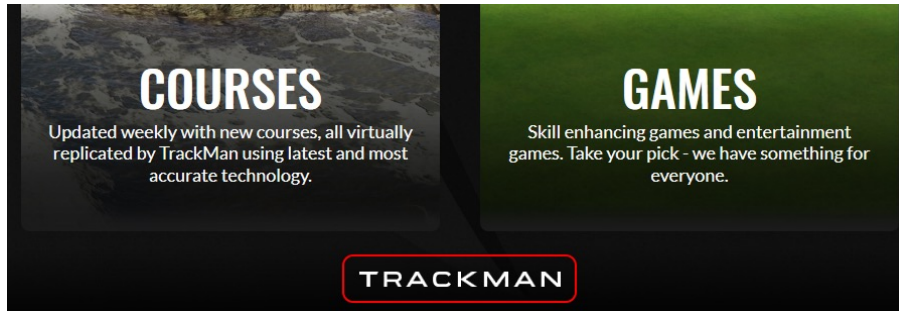 COURSES
Updated weekly with new courses, all virtually
replicated by TrackMan using latest and most
accurate technology.
GAMES
Skill enhancing games and entertainment
games. Take your pick - we have something for
everyone.
TRACKMAN